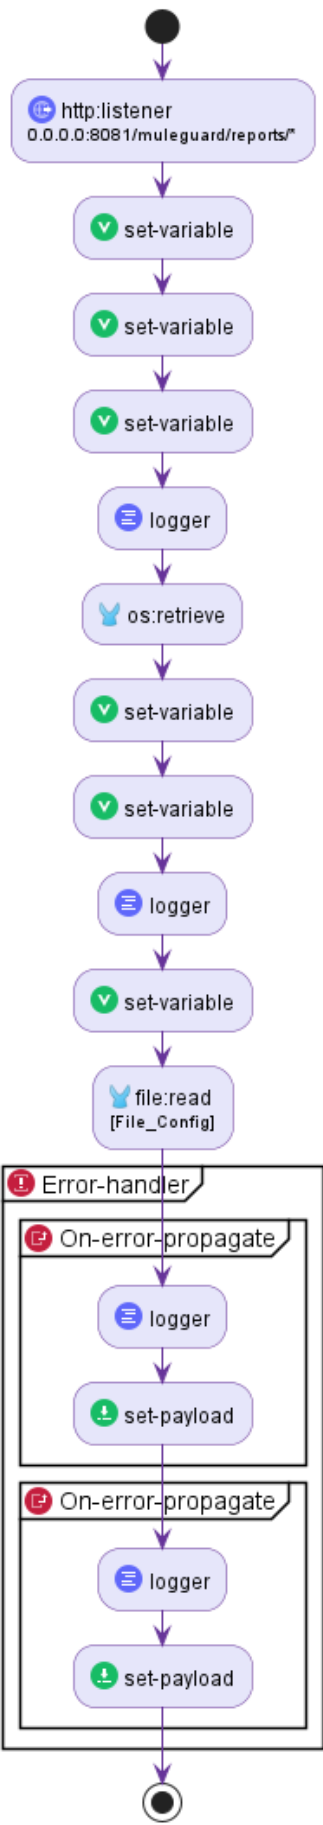 http:listener
0.0.0.0:8081/muleguard/reports/*
set-variable
set-variable
set-variable
logger
os:retrieve
set-variable
set-variable
logger
set-variable
file:read
[File_Config]
Error-handler
On-error-propagate
logger
set-payload
On-error-propagate
logger
set-payload